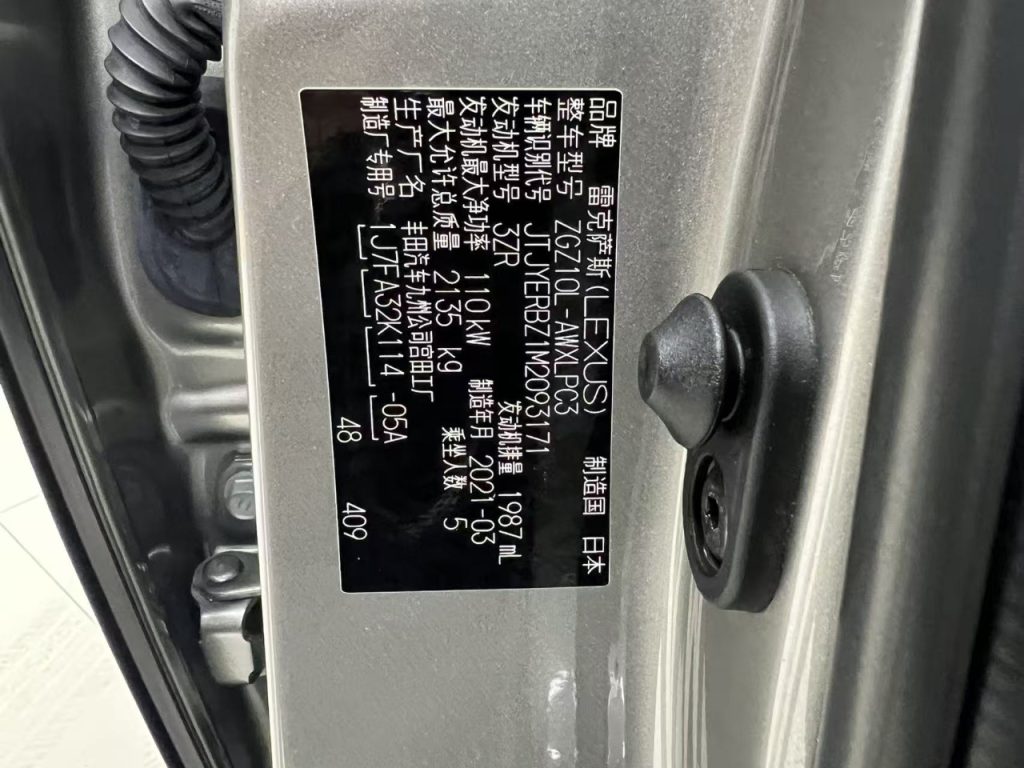 品牌 雷克萨斯(LEXUS) 制造国 日本
整车型号 ZGZ10L-AWXLPC3
车辆识别代号 JTJYERBZ1M2093171
发动机型号 3ZR 发动机排量 1987 mL
发动机最大净功率 110 kW 制造年月 2021-03
最大允许总质量 2135 kg 乘坐人数 5
生产厂名 丰田汽车九州公司宫田工厂
制造厂专用号 1J7FA32K114-05A
48 409